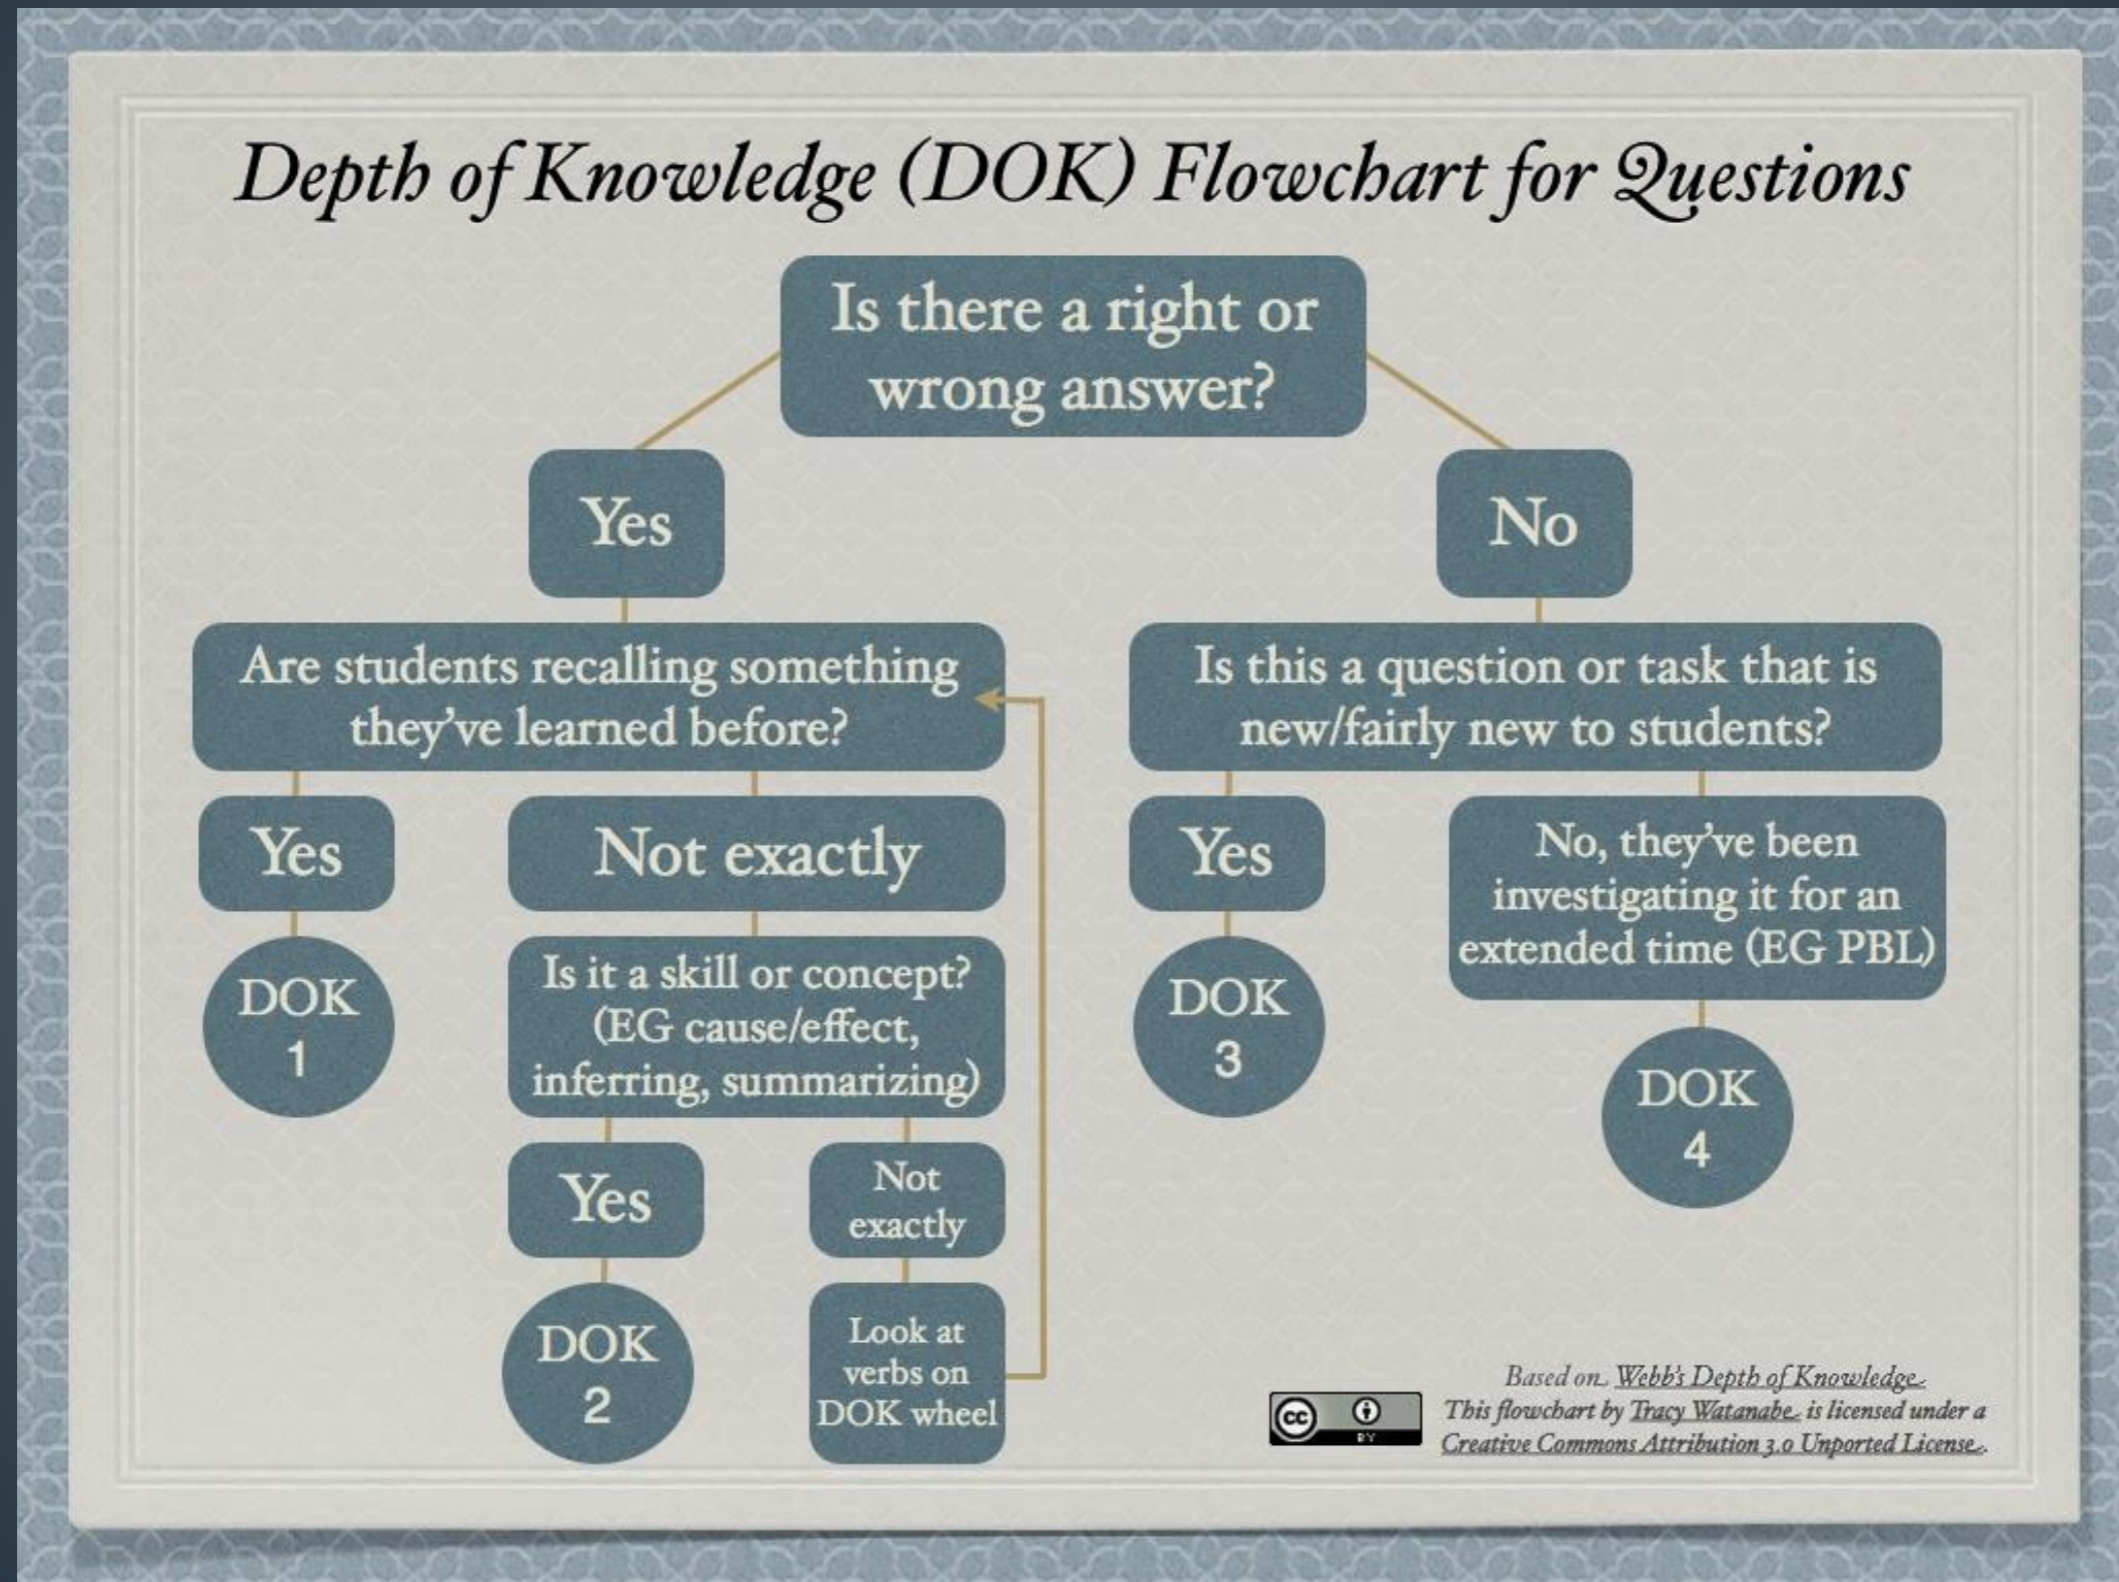 Depth of Knowledge (DOK) Flowchart for Questions
Is there a right or
wrong answer?
Yes
No
Are students recalling something
they've learned before?
Is this a question or task that is
new/fairly new to students?
Yes
Not exactly
Yes
No, they've been
investigating it for an
extended time (EG PBL)
DOK
1
Is it a skill or concept?
(EG cause/effect,
inferring, summarizing)
DOK
3
DOK
4
Yes
Not
exactly
DOK
2
Look at
verbs on
DOK wheel
cc
BY
Based on Webb's Depth of Knowledge
This flowchart by Tracy Watanabe is licensed under a
Creative Commons Attribution 3.0 Unported License.